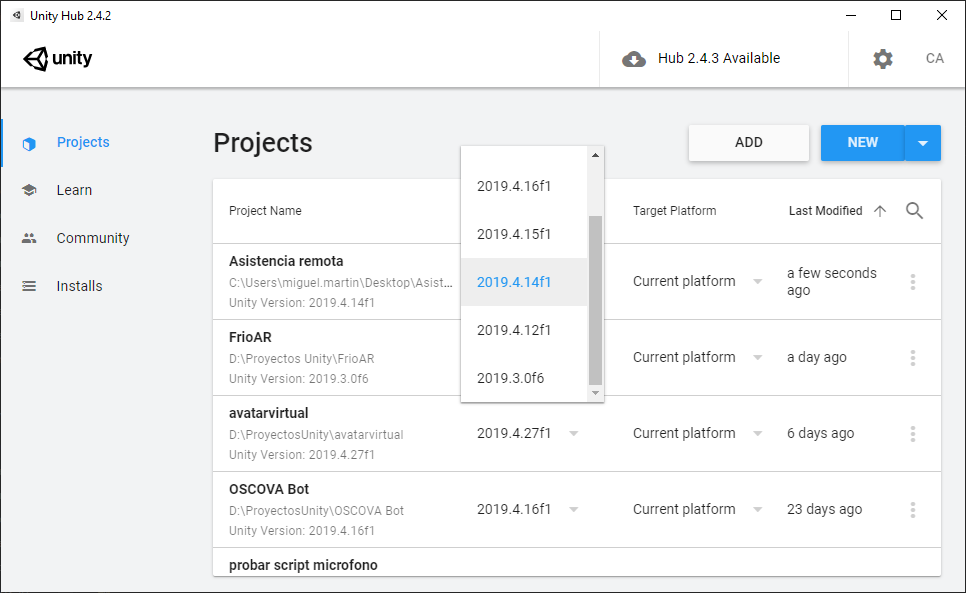 Unity Hub 2.4.2
unity
Hub 2.4.3 Available
CA
Projects
Learn
Community
Installs
Projects
ADD
NEW
Project Name
Target Platform
Last Modified
2019.4.16f1
2019.4.15f1
2019.4.14f1
2019.4.12f1
2019.3.0f6
Asistencia remota
C:\Users\miguel.martin\Desktop\Asist...
Unity Version: 2019.4.14f1
Current platform
a few seconds
ago
FrioAR
D:\Proyectos Unity\FrioAR
Unity Version: 2019.3.0f6
Current platform
a day ago
avatarvirtual
D:\ProyectosUnity\avatarvirtual
Unity Version: 2019.4.27f1
2019.4.27f1
Current platform
6 days ago
OSCOVA Bot
D:\ProyectosUnity\OSCOVA Bot
Unity Version: 2019.4.16f1
2019.4.16f1
Current platform
23 days ago
probar script microfono